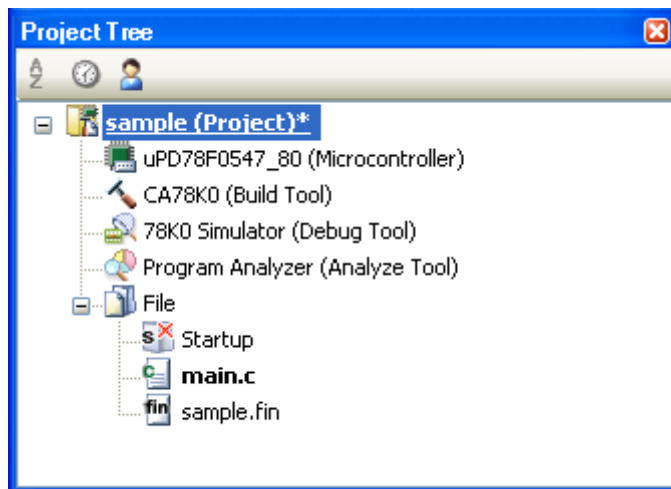 Project Tree
A
Z
sample (Project)*
uPD78F0547_80 (Microcontroller)
CA78K0 (Build Tool)
78K0 Simulator (Debug Tool)
Program Analyzer (Analyze Tool)
File
S Startup
C main.c
fin sample.fin